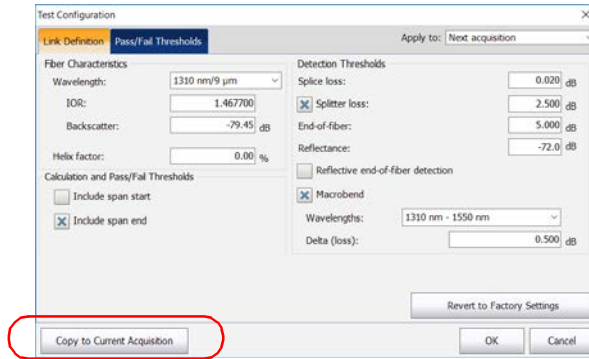 Test Configuration
Link Definition Pass/Fail Thresholds Apply to: Next acquisition
Fiber Characteristics
Wavelength: 1310 nm/9 µm
IOR: 1.467700
Backscatter: -79.45 dB
Helix factor: 0.00 %
Calculation and Pass/Fail Thresholds
Include span start
Include span end
Detection Thresholds
Splice loss: 0.020 dB
Splitter loss: 2.500 dB
End-of-fiber: 5.000 dB
Reflectance: -72.0 dB
Reflective end-of-fiber detection
Macrobend
Wavelengths: 1310 nm - 1550 nm
Delta (loss): 0.500 dB
Revert to Factory Settings
Copy to Current Acquisition OK Cancel